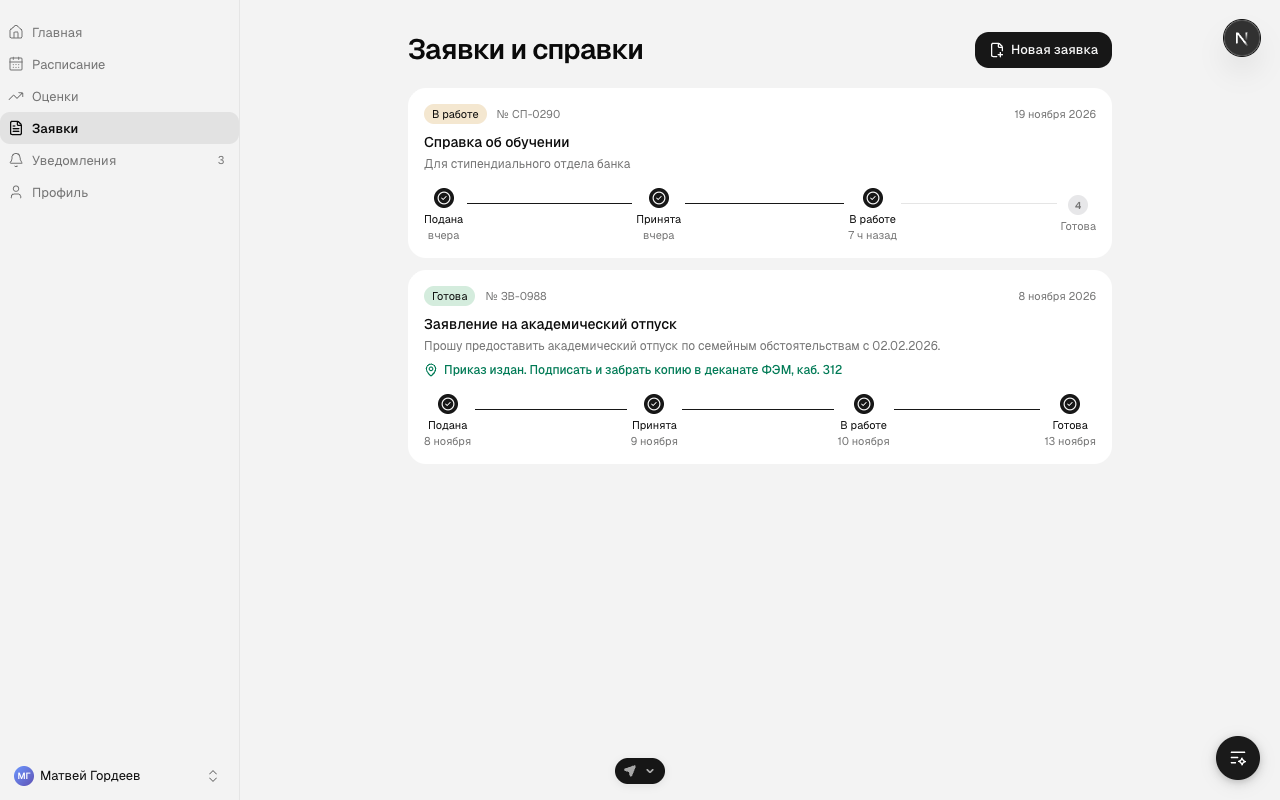 Главная
Расписание
Оценки
Заявки
Уведомления 3
Профиль
Заявки и справки
Новая заявка
N
В работе № СП-0290 19 ноября 2026
Справка об обучении
Для стипендиального отдела банка
4
Подана Принята В работе Готова
вчера вчера 7 ч назад
Готова № ЗВ-0988 8 ноября 2026
Заявление на академический отпуск
Прошу предоставить академический отпуск по семейным обстоятельствам с 02.02.2026.
Приказ издан. Подписать и забрать копию в деканате ФЭМ, каб. 312
Подана Принята В работе Готова
8 ноября 9 ноября 10 ноября 13 ноября
МГ Матвей Гордеев